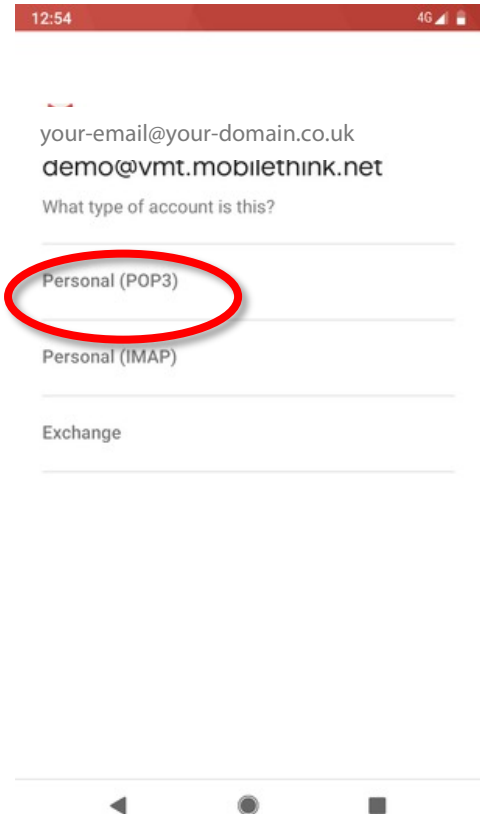 12:54 4G
your-email@your-domain.co.uk
demo@vmt.mobilethink.net
What type of account is this?
Personal (POP3)
Personal (IMAP)
Exchange